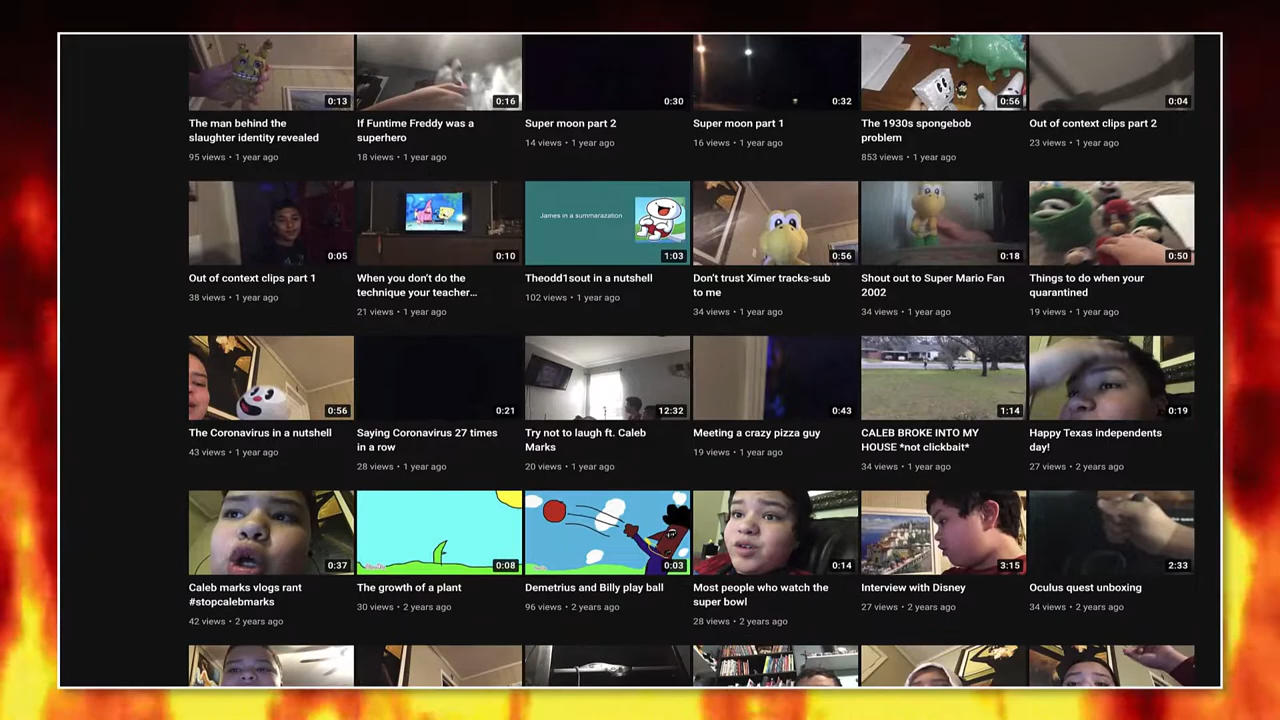 0:13
0:16
0:30
0:32
0:56
0:04
The man behind the
slaughter identity revealed
95 views • 1 year ago
If Funtime Freddy was a
superhero
18 views • 1 year ago
Super moon part 2
14 views • 1 year ago
Super moon part 1
16 views • 1 year ago
The 1930s spongebob
problem
853 views • 1 year ago
Out of context clips part 2
23 views • 1 year ago
0:05
0:10
James in a summarazation
1:03
0:56
0:18
0:50
Out of context clips part 1
38 views • 1 year ago
When you don't do the
technique your teacher...
21 views • 1 year ago
Theodd1sout in a nutshell
102 views • 1 year ago
Don't trust Ximer tracks-sub
to me
34 views • 1 year ago
Shout out to Super Mario Fan
2002
34 views • 1 year ago
Things to do when your
quarantined
19 views • 1 year ago
0:56
0:21
12:32
0:43
1:14
0:19
The Coronavirus in a nutshell
43 views • 1 year ago
Saying Coronavirus 27 times
in a row
28 views • 1 year ago
Try not to laugh ft. Caleb
Marks
20 views • 1 year ago
Meeting a crazy pizza guy
19 views • 1 year ago
CALEB BROKE INTO MY
HOUSE *not clickbait*
34 views • 1 year ago
Happy Texas independents
day!
27 views • 2 years ago
0:37
0:08
0:03
0:14
3:15
2:33
Caleb marks vlogs rant
#stopcalebmarks
42 views • 2 years ago
The growth of a plant
30 views • 2 years ago
Demetrius and Billy play ball
96 views • 2 years ago
Most people who watch the
super bowl
28 views • 2 years ago
Interview with Disney
27 views • 2 years ago
Oculus quest unboxing
34 views • 2 years ago